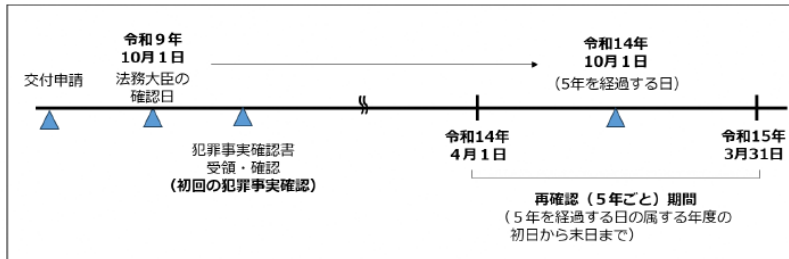 令和9年
10月1日
交付申請
法務大臣の
確認日
令和14年
10月1日
(5年を経過する日)
犯罪事実確認書
受領・確認
(初回の犯罪事実確認)
令和14年
4月1日
令和15年
3月31日
再確認(5年ごと)期間
(5年を経過する日の属する年度の
初日から末日まで)